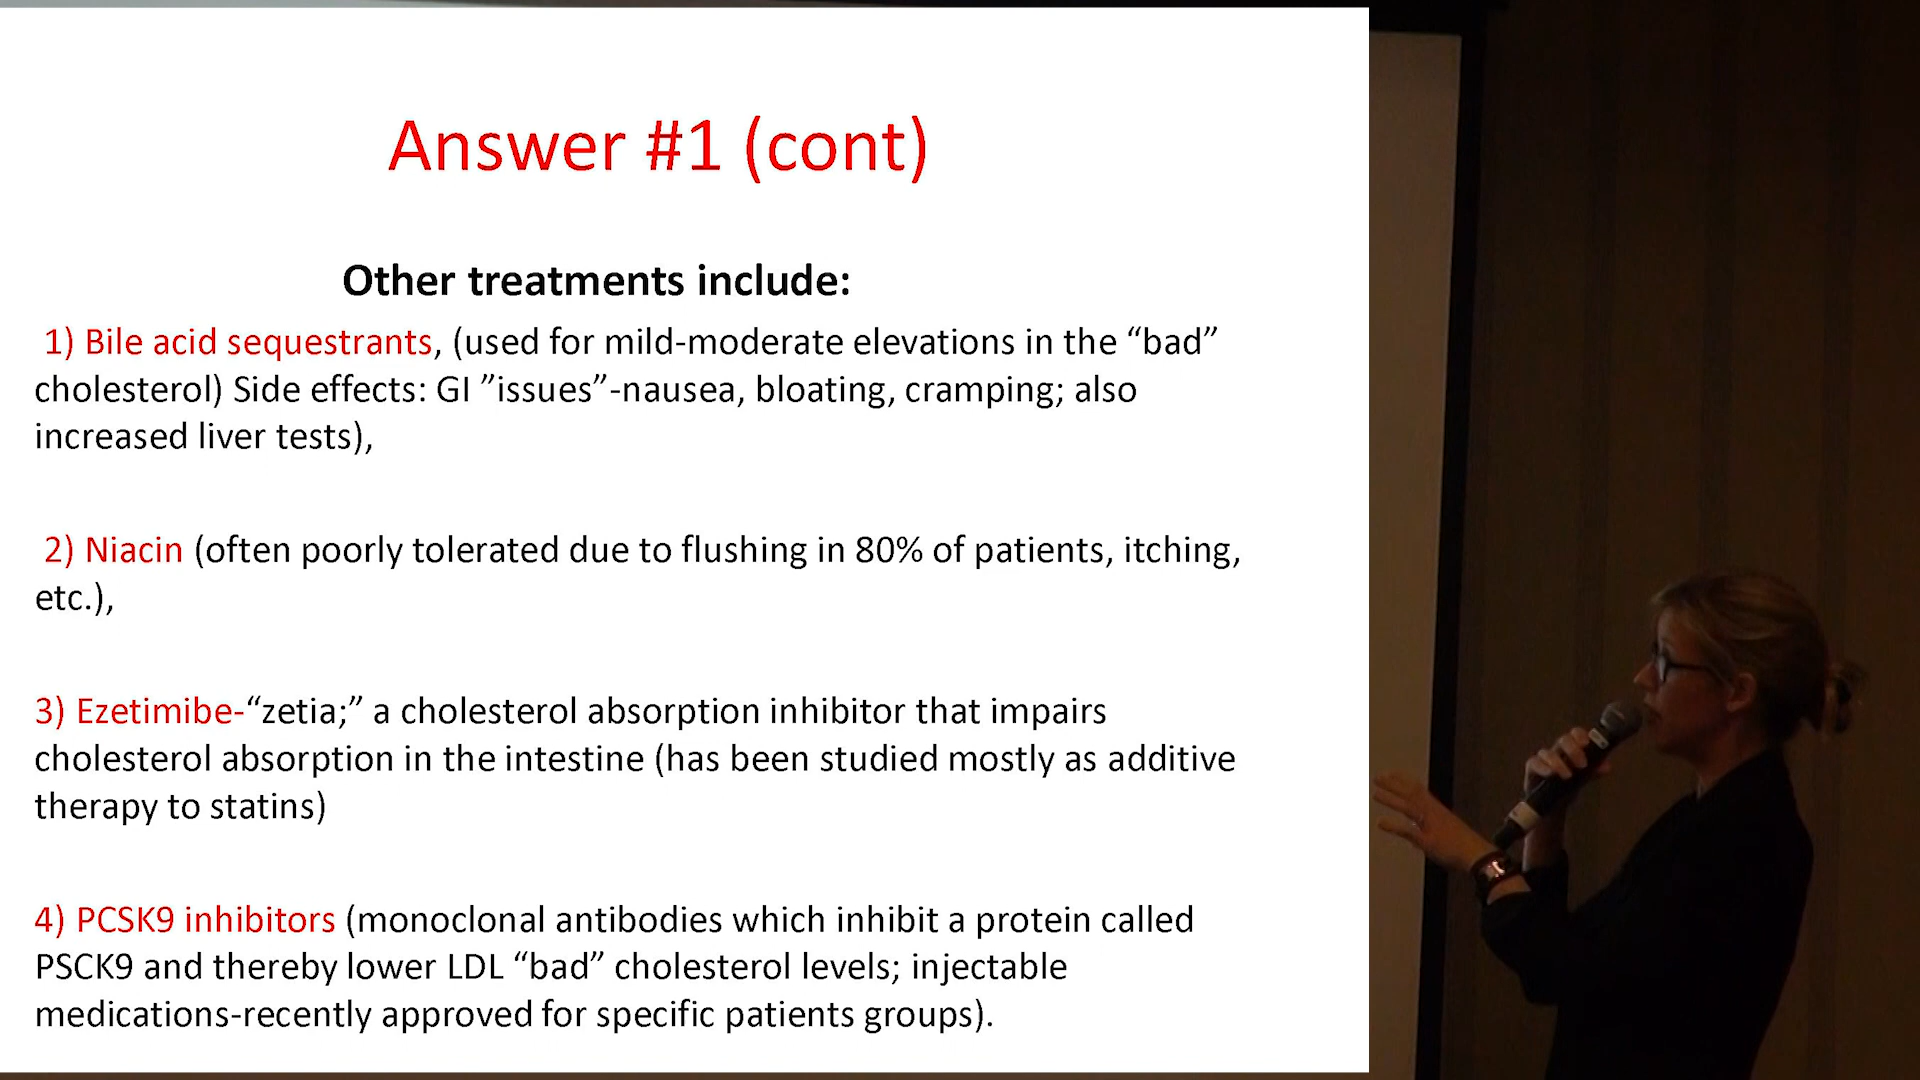 Answer #1 (cont)
Other treatments include:
1) Bile acid sequestrants, (used for mild-moderate elevations in the “bad”
cholesterol) Side effects: GI ”issues”-nausea, bloating, cramping; also
increased liver tests),
2) Niacin (often poorly tolerated due to flushing in 80% of patients, itching,
etc.),
3) Ezetimibe-“zetia;” a cholesterol absorption inhibitor that impairs
cholesterol absorption in the intestine (has been studied mostly as additive
therapy to statins)
4) PCSK9 inhibitors (monoclonal antibodies which inhibit a protein called
PSCK9 and thereby lower LDL “bad” cholesterol levels; injectable
medications-recently approved for specific patients groups).